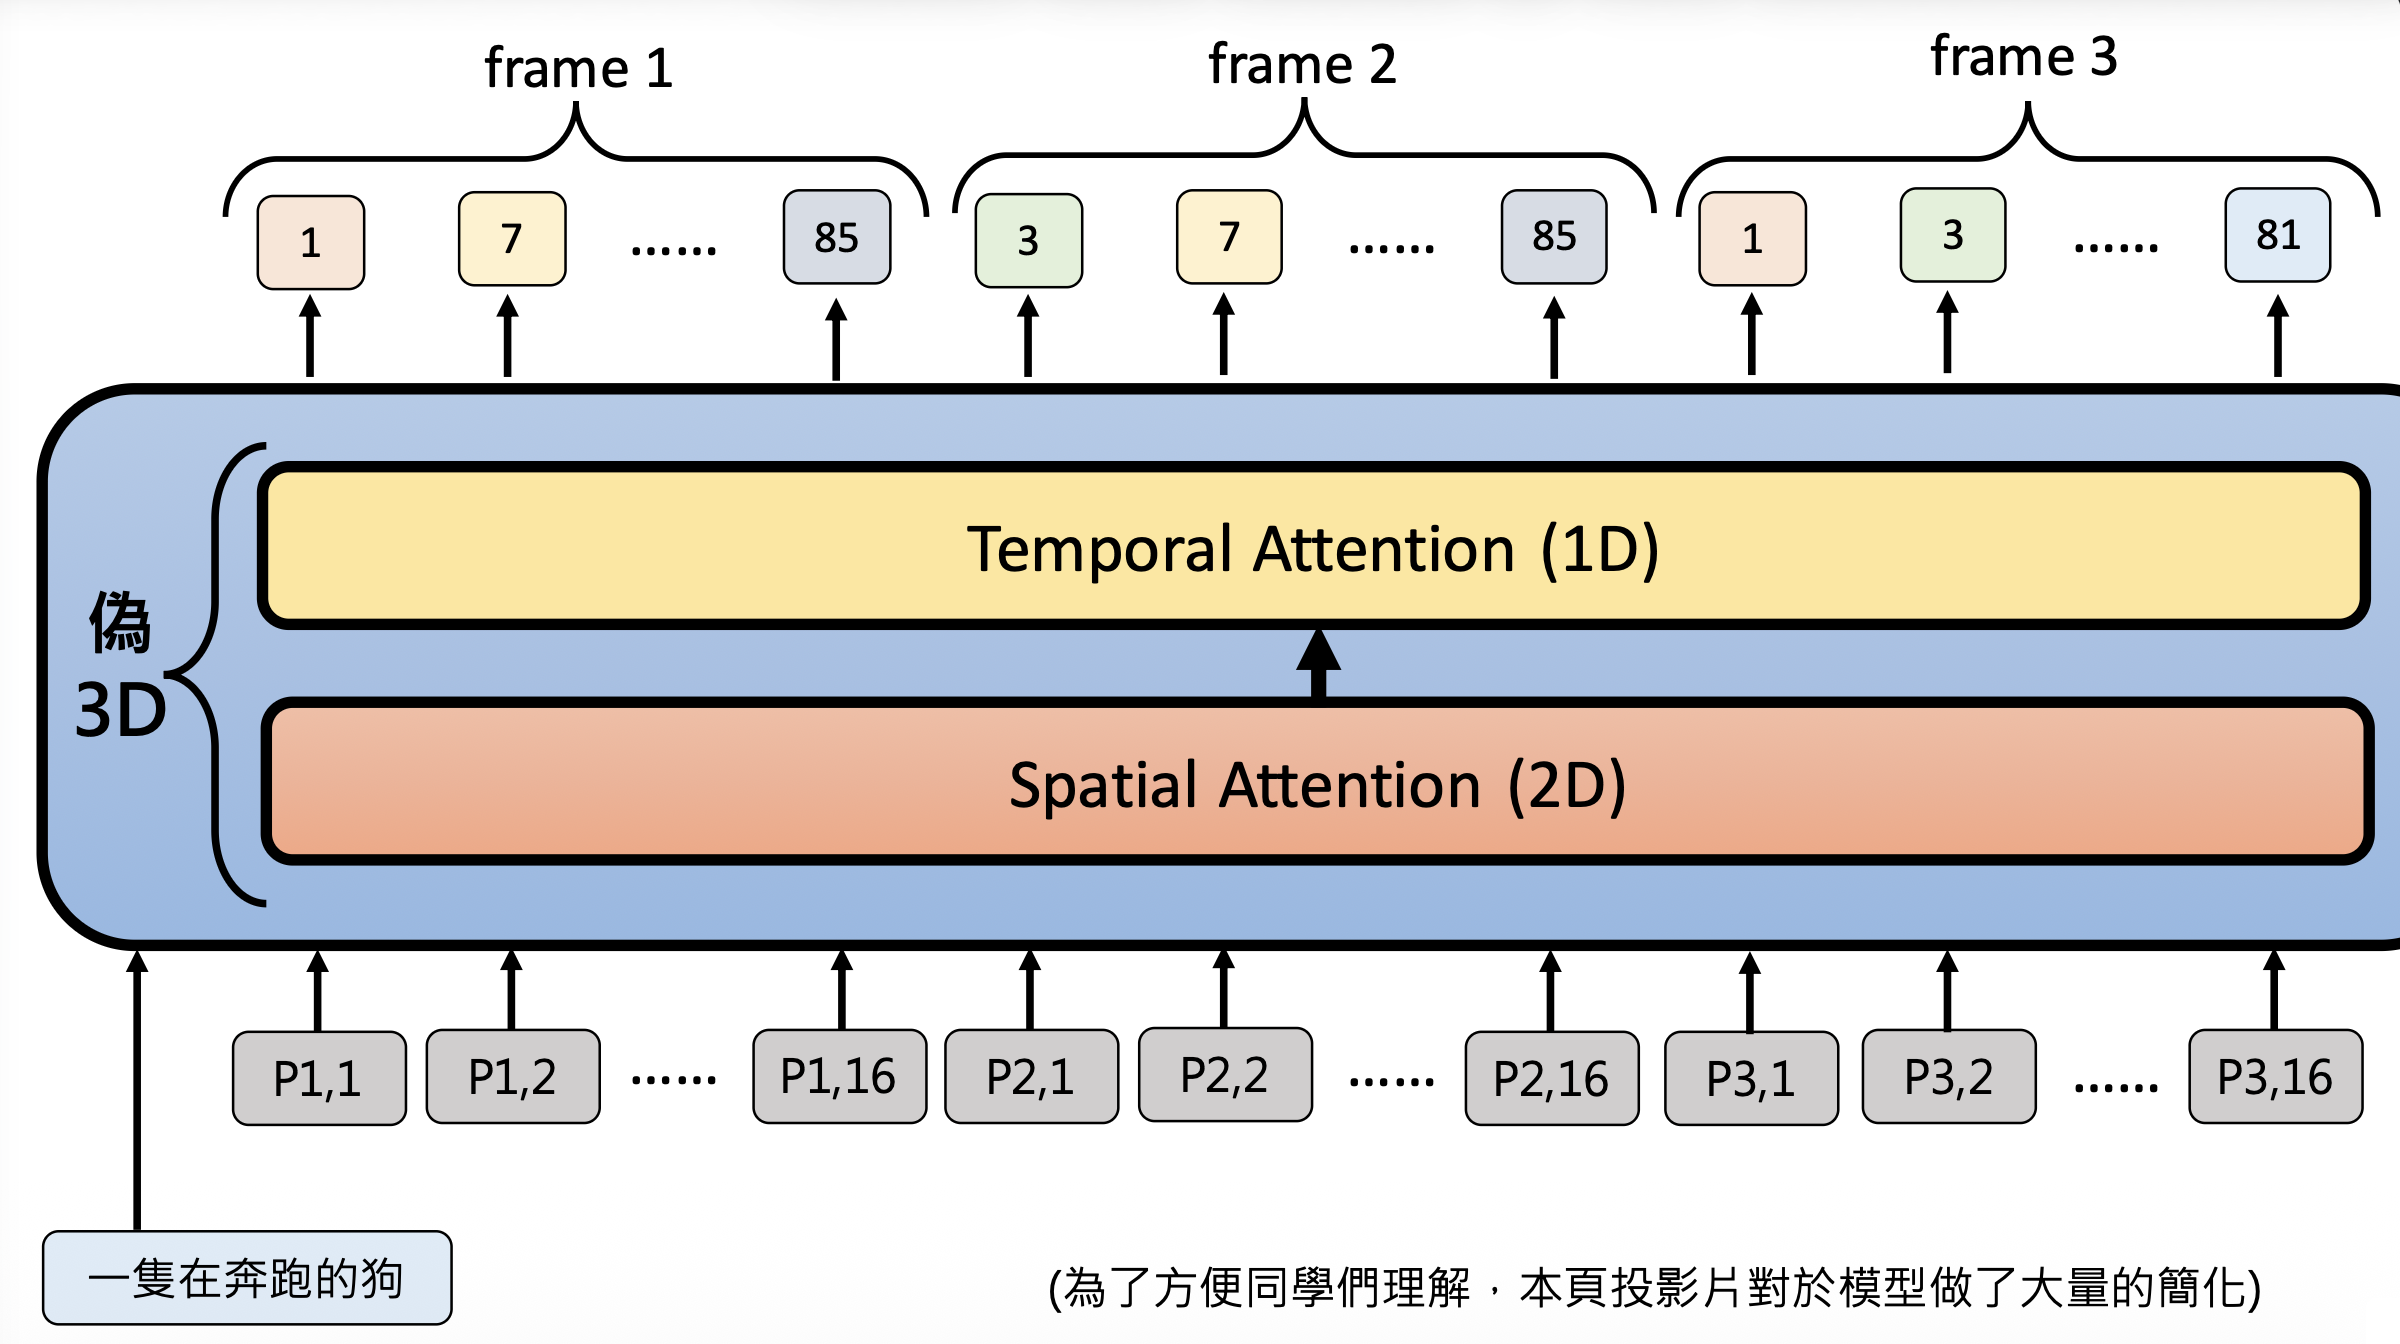 frame 1
frame 2
frame 3
1
7
......
85
3
7
......
85
1
3
......
81
偽
3D
Temporal Attention (1D)
Spatial Attention (2D)
P1,1
P1,2
......
P1,16
P2,1
P2,2
......
P2,16
P3,1
P3,2
......
P3,16
一隻在奔跑的狗
(為了方便同學們理解，本頁投影片對於模型做了大量的簡化)